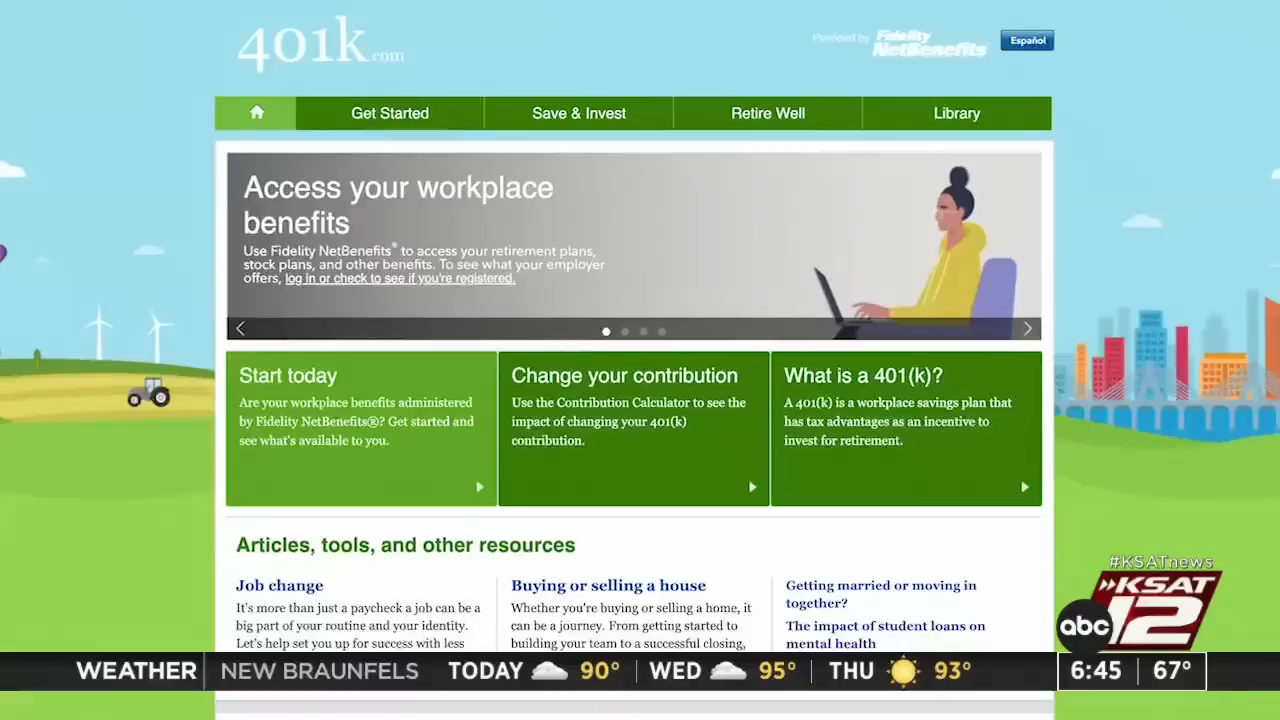 401k.com
Provided by Fidelity NetBenefits
Español
Get Started
Save & Invest
Retire Well
Library
Access your workplace
benefits
Use Fidelity NetBenefits® to access your retirement plans,
stock plans, and other benefits. To see what your employer
offers, log in or check to see if you're registered.
Start today
Are your workplace benefits administered
by Fidelity NetBenefits®? Get started and
see what's available to you.
Change your contribution
Use the Contribution Calculator to see the
impact of changing your 401(k)
contribution.
What is a 401(k)?
A 401(k) is a workplace savings plan that
has tax advantages as an incentive to
invest for retirement.
Articles, tools, and other resources
Job change
It's more than just a paycheck a job can be a
big part of your routine and your identity.
Let's help set you up for success with less
Buying or selling a house
Whether you're buying or selling a home, it
can be a journey. From getting started to
building your team to a successful closing,
Getting married or moving in
together?
The impact of student loans on
mental health
#KSATnews
KSAT
abc 12
WEATHER NEW BRAUNFELS TODAY 90° WED 95° THU 93° 6:45 67°